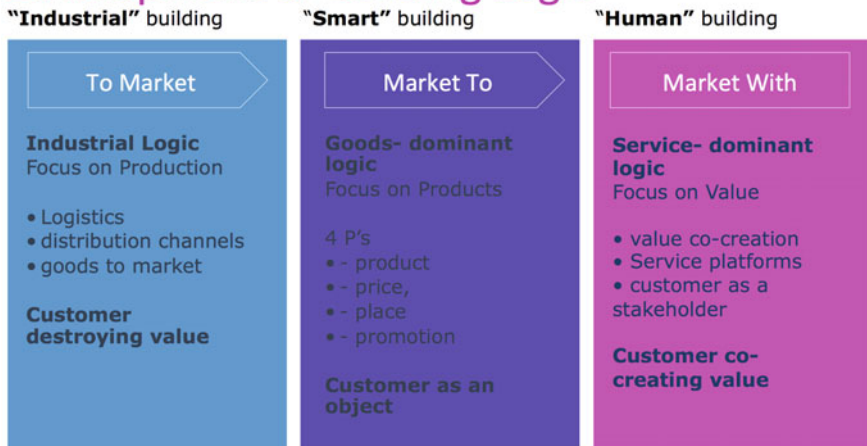 "Industrial" building
"Smart" building
"Human" building
To Market
Industrial Logic
Focus on Production
• Logistics
• distribution channels
• goods to market
Customer
destroying value
Market To
Goods- dominant
logic
Focus on Products
4 P's
• - product
• - price,
• - place
• - promotion
Customer as an
object
Market With
Service- dominant
logic
Focus on Value
• value co-creation
• Service platforms
• customer as a
stakeholder
Customer co-
creating value